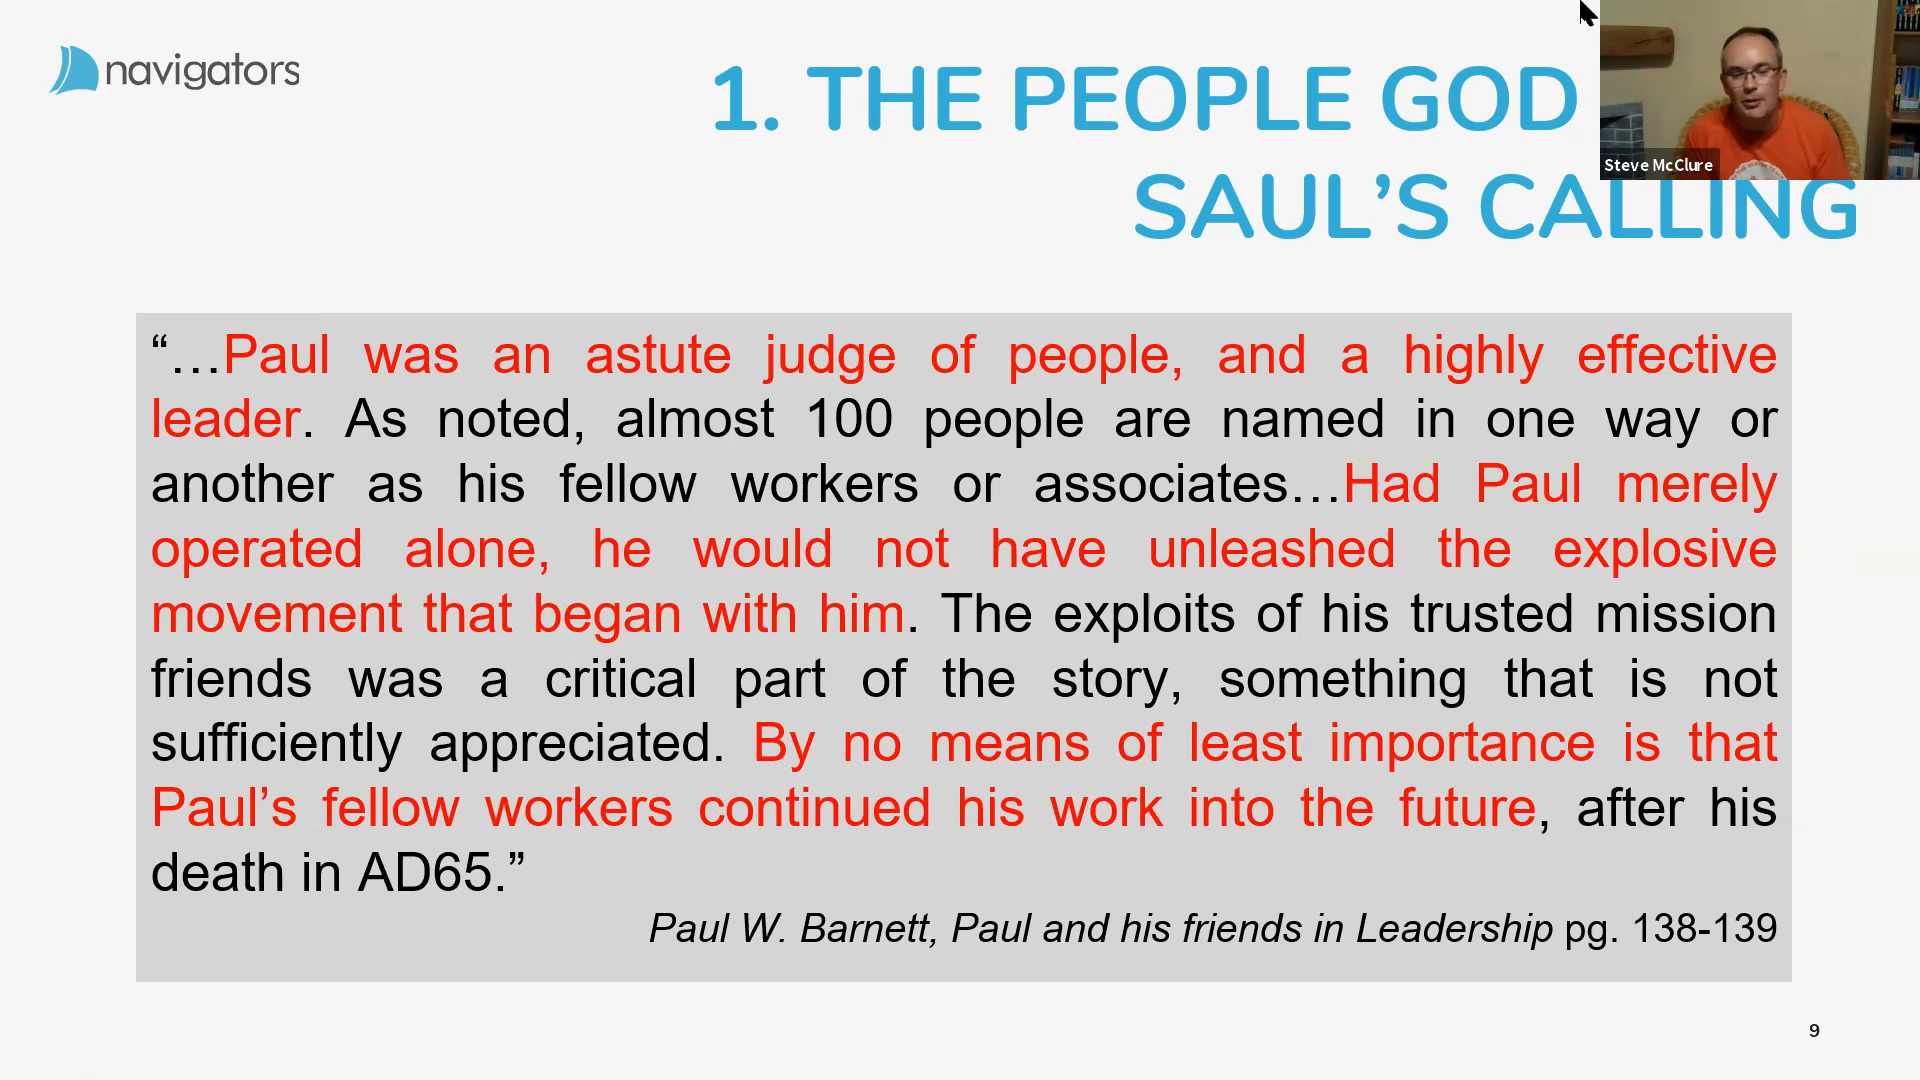 navigators
1. THE PEOPLE GOD
SAUL’S CALLING
Steve McClure
“…Paul was an astute judge of people, and a highly effective
leader. As noted, almost 100 people are named in one way or
another as his fellow workers or associates…Had Paul merely
operated alone, he would not have unleashed the explosive
movement that began with him. The exploits of his trusted mission
friends was a critical part of the story, something that is not
sufficiently appreciated. By no means of least importance is that
Paul’s fellow workers continued his work into the future, after his
death in AD65.”
Paul W. Barnett, Paul and his friends in Leadership pg. 138-139
9